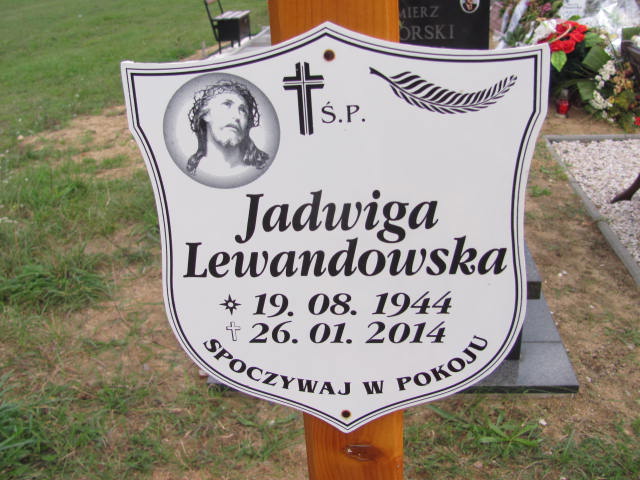 Ś.P.
Jadwiga
Lewandowska
19. 08. 1944
26. 01. 2014
SPOCZYWAJ W POKOJU